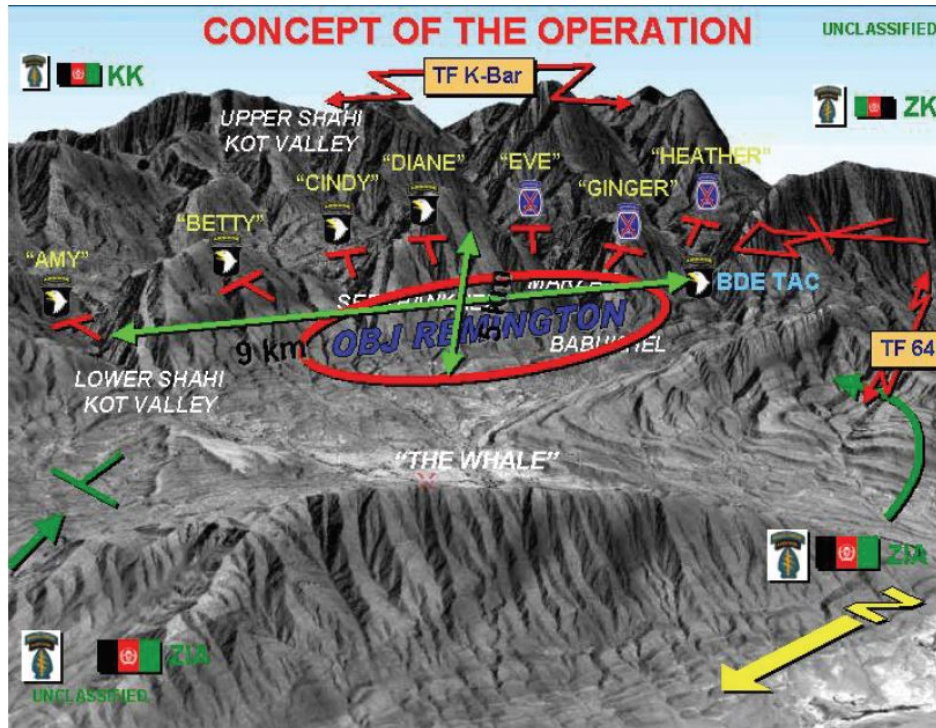 CONCEPT OF THE OPERATION
UNCLASSIFIED
KK
TF K-Bar
ZK
UPPER SHAHI
KOT VALLEY
“DIANE”
“EVE”
“HEATHER”
“CINDY”
“GINGER”
“BETTY”
“AMY”
BDE TAC
OBJ REMINGTON
BABUKHEL
9 km
TF 64
LOWER SHAHI
KOT VALLEY
“THE WHALE”
ZIA
N
ZIA
UNCLASSIFIED